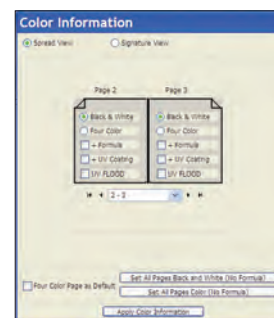 Color Information
Spread View Signature View
Page 2 Page 3
Black & White Black & White
Four Color Four Color
+ Formula + Formula
+ UV Coating + UV Coating
UV FLOOD UV FLOOD
2 - 3
Four Color Page as Default
Set All Pages Black and White (No Formula)
Set All Pages Color (No Formula)
Apply Color Information